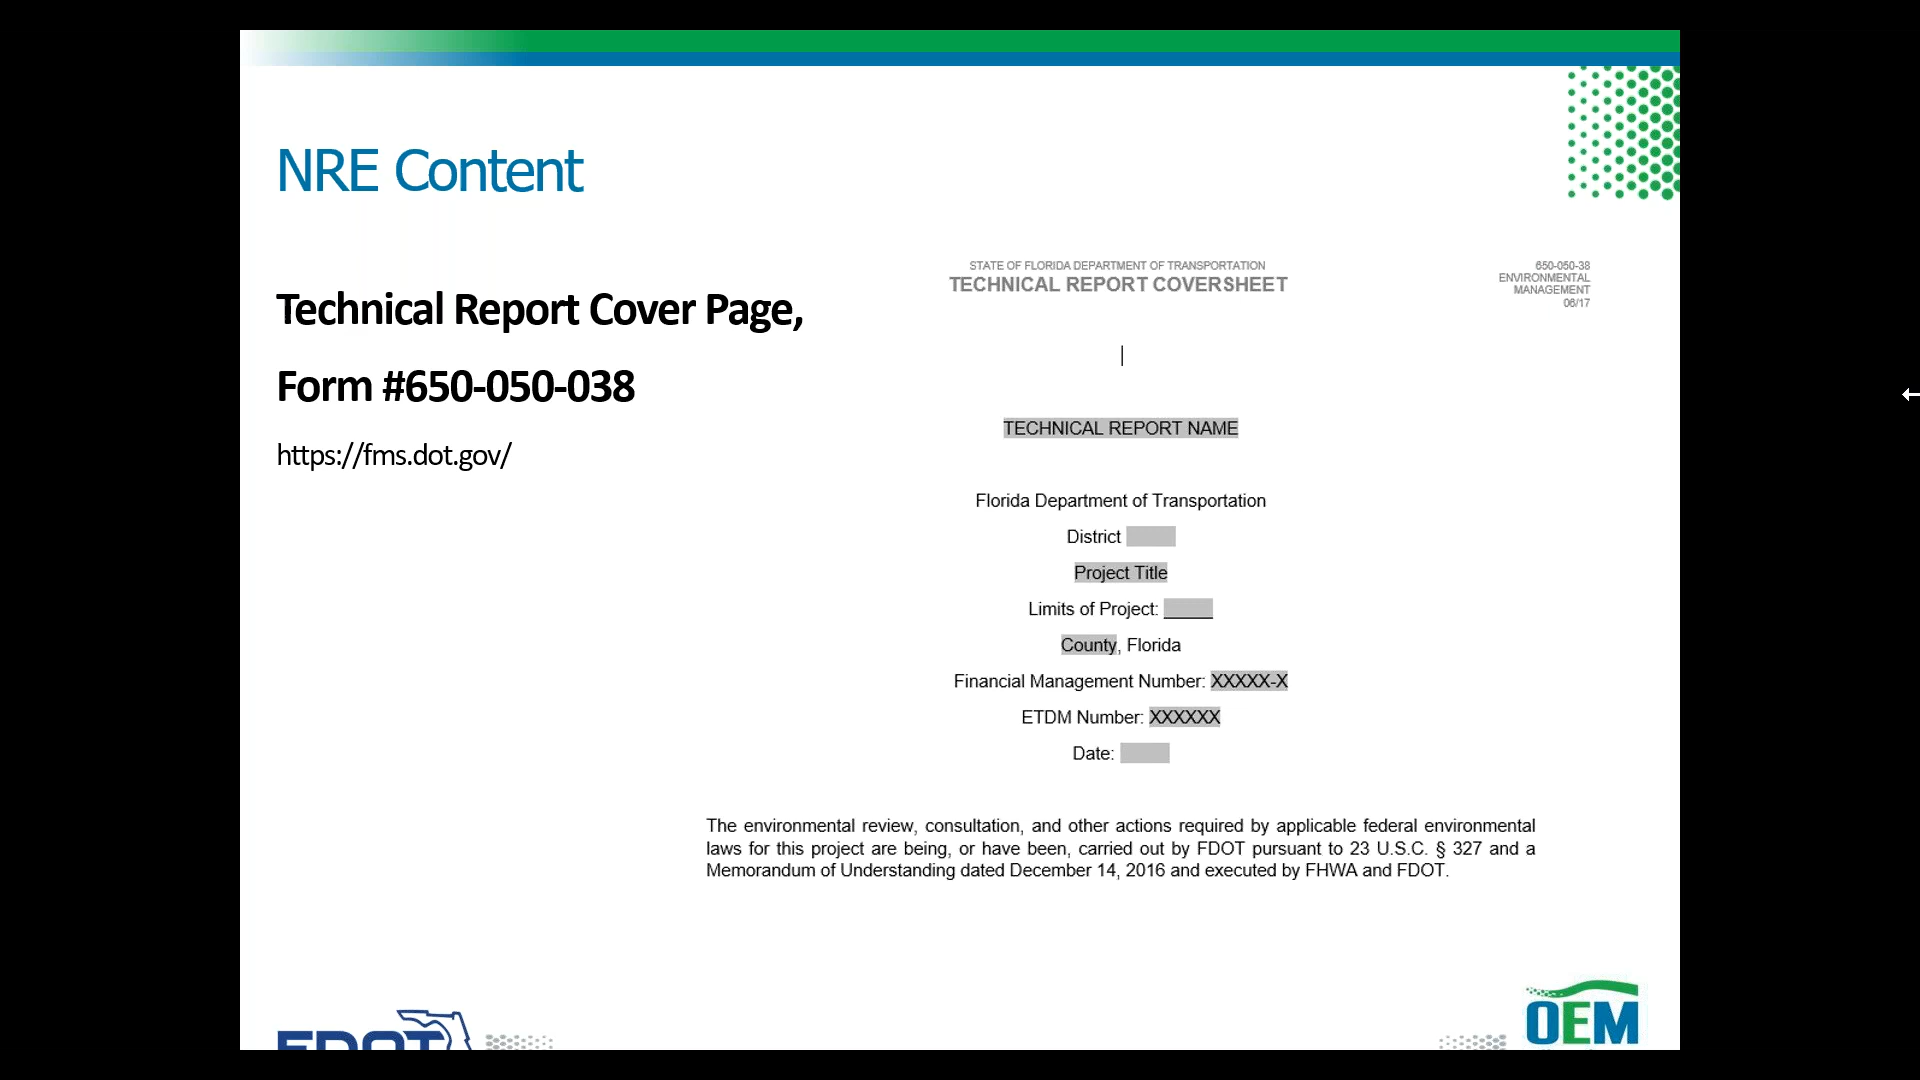 NRE Content
Technical Report Cover Page,
Form #650-050-038
https://fms.dot.gov/
STATE OF FLORIDA DEPARTMENT OF TRANSPORTATION
TECHNICAL REPORT COVERSHEET
650-050-38
ENVIRONMENTAL
MANAGEMENT
06/17
TECHNICAL REPORT NAME
Florida Department of Transportation
District
Project Title
Limits of Project: _____
County, Florida
Financial Management Number: XXXXX-X
ETDM Number: XXXXXX
Date:
The environmental review, consultation, and other actions required by applicable federal environmental
laws for this project are being, or have been, carried out by FDOT pursuant to 23 U.S.C. § 327 and a
Memorandum of Understanding dated December 14, 2016 and executed by FHWA and FDOT.
FDOT
OEM